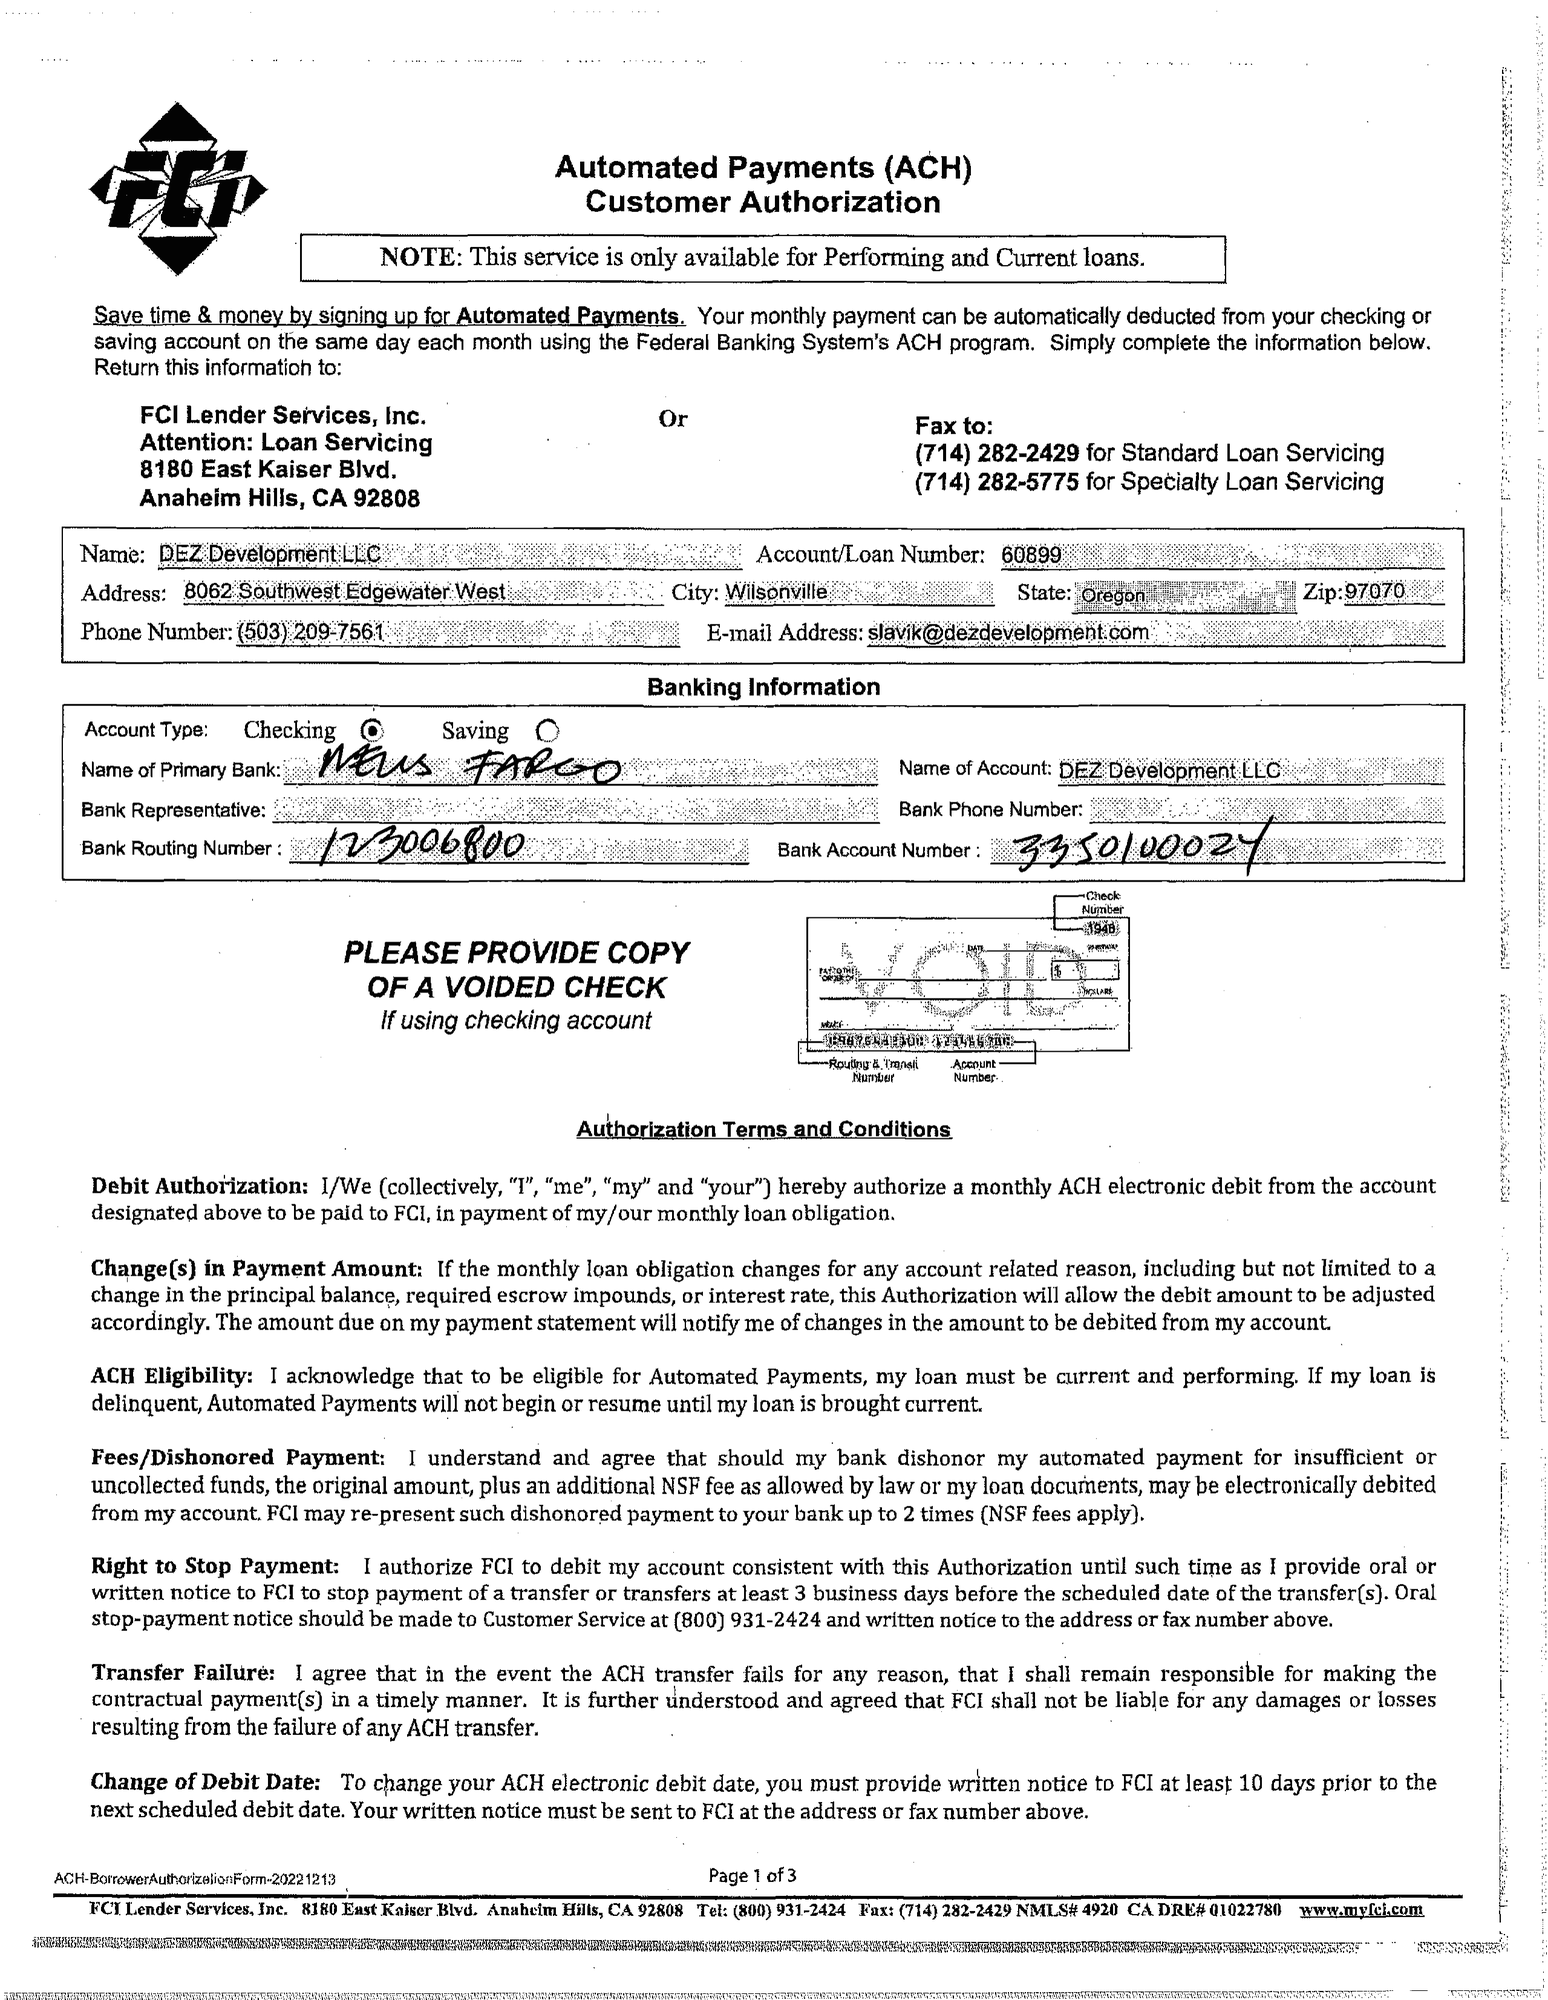 FCI
Automated Payments (ACH)
Customer Authorization
NOTE: This service is only available for Performing and Current loans.
Save time & money by signing up for Automated Payments. Your monthly payment can be automatically deducted from your checking or
saving account on the same day each month using the Federal Banking System's ACH program. Simply complete the information below.
Return this information to:
FCI Lender Services, Inc.
Attention: Loan Servicing
8180 East Kaiser Blvd.
Anaheim Hills, CA 92808
Or
Fax to:
(714) 282-2429 for Standard Loan Servicing
(714) 282-5775 for Specialty Loan Servicing
Name: DEZ Development LLC Account/Loan Number: 60899
Address: 8062 Southwest Edgewater West City: Wilsonville State: Oregon Zip: 97070
Phone Number: (503) 209-7561 E-mail Address: slavik@dezdevelopment.com
Banking Information
Account Type: Checking Saving
Name of Primary Bank: WELLS FARGO Name of Account: DEZ Development LLC
Bank Representative: Bank Phone Number:
Bank Routing Number : 123006800 Bank Account Number : 3350100024
PLEASE PROVIDE COPY
OF A VOIDED CHECK
If using checking account
Check
Number
1948
VOID
DATE
PAY TO THE
ORDER OF
$
DOLLARS
Routing & Transit
Number
Account
Number
Authorization Terms and Conditions
Debit Authorization: I/We (collectively, "I", "me", "my" and "your") hereby authorize a monthly ACH electronic debit from the account
designated above to be paid to FCI, in payment of my/our monthly loan obligation.
Change(s) in Payment Amount: If the monthly loan obligation changes for any account related reason, including but not limited to a
change in the principal balance, required escrow impounds, or interest rate, this Authorization will allow the debit amount to be adjusted
accordingly. The amount due on my payment statement will notify me of changes in the amount to be debited from my account.
ACH Eligibility: I acknowledge that to be eligible for Automated Payments, my loan must be current and performing. If my loan is
delinquent, Automated Payments will not begin or resume until my loan is brought current.
Fees/Dishonored Payment: I understand and agree that should my bank dishonor my automated payment for insufficient or
uncollected funds, the original amount, plus an additional NSF fee as allowed by law or my loan documents, may be electronically debited
from my account. FCI may re-present such dishonored payment to your bank up to 2 times (NSF fees apply).
Right to Stop Payment: I authorize FCI to debit my account consistent with this Authorization until such time as I provide oral or
written notice to FCI to stop payment of a transfer or transfers at least 3 business days before the scheduled date of the transfer(s). Oral
stop-payment notice should be made to Customer Service at (800) 931-2424 and written notice to the address or fax number above.
Transfer Failure: I agree that in the event the ACH transfer fails for any reason, that I shall remain responsible for making the
contractual payment(s) in a timely manner. It is further understood and agreed that FCI shall not be liable for any damages or losses
resulting from the failure of any ACH transfer.
Change of Debit Date: To change your ACH electronic debit date, you must provide written notice to FCI at least 10 days prior to the
next scheduled debit date. Your written notice must be sent to FCI at the address or fax number above.
ACH-BorrowerAuthorizationForm-20221213
Page 1 of 3
FCI Lender Services, Inc. 8180 East Kaiser Blvd. Anaheim Hills, CA 92808 Tel: (800) 931-2424 Fax: (714) 282-2429 NMLS# 4920 CA DRE# 01022780 www.myfci.com